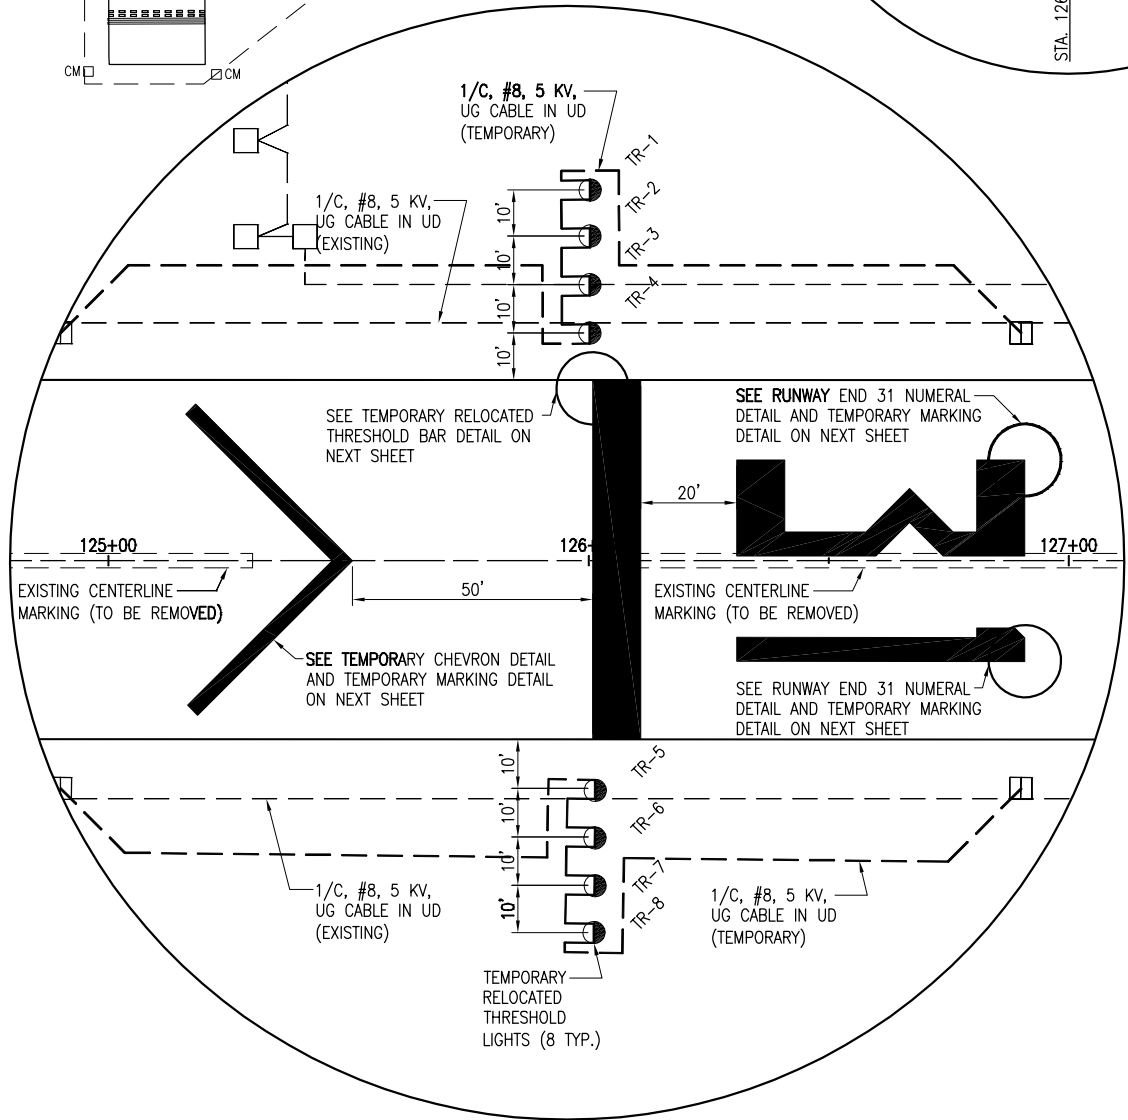 STA. 126
CM
CM
1/C, #8, 5 KV,
UG CABLE IN UD
(TEMPORARY)
TR-1
TR-2
TR-3
TR-4
1/C, #8, 5 KV,
UG CABLE IN UD
(EXISTING)
10'
10'
10'
10'
SEE TEMPORARY RELOCATED
THRESHOLD BAR DETAIL ON
NEXT SHEET
SEE RUNWAY END 31 NUMERAL
DETAIL AND TEMPORARY MARKING
DETAIL ON NEXT SHEET
20'
125+00
126+
127+00
EXISTING CENTERLINE
MARKING (TO BE REMOVED)
50'
EXISTING CENTERLINE
MARKING (TO BE REMOVED)
SEE TEMPORARY CHEVRON DETAIL
AND TEMPORARY MARKING DETAIL
ON NEXT SHEET
SEE RUNWAY END 31 NUMERAL
DETAIL AND TEMPORARY MARKING
DETAIL ON NEXT SHEET
31
10'
10'
10'
10'
TR-5
TR-6
TR-7
TR-8
1/C, #8, 5 KV,
UG CABLE IN UD
(EXISTING)
1/C, #8, 5 KV,
UG CABLE IN UD
(TEMPORARY)
TEMPORARY
RELOCATED
THRESHOLD
LIGHTS (8 TYP.)